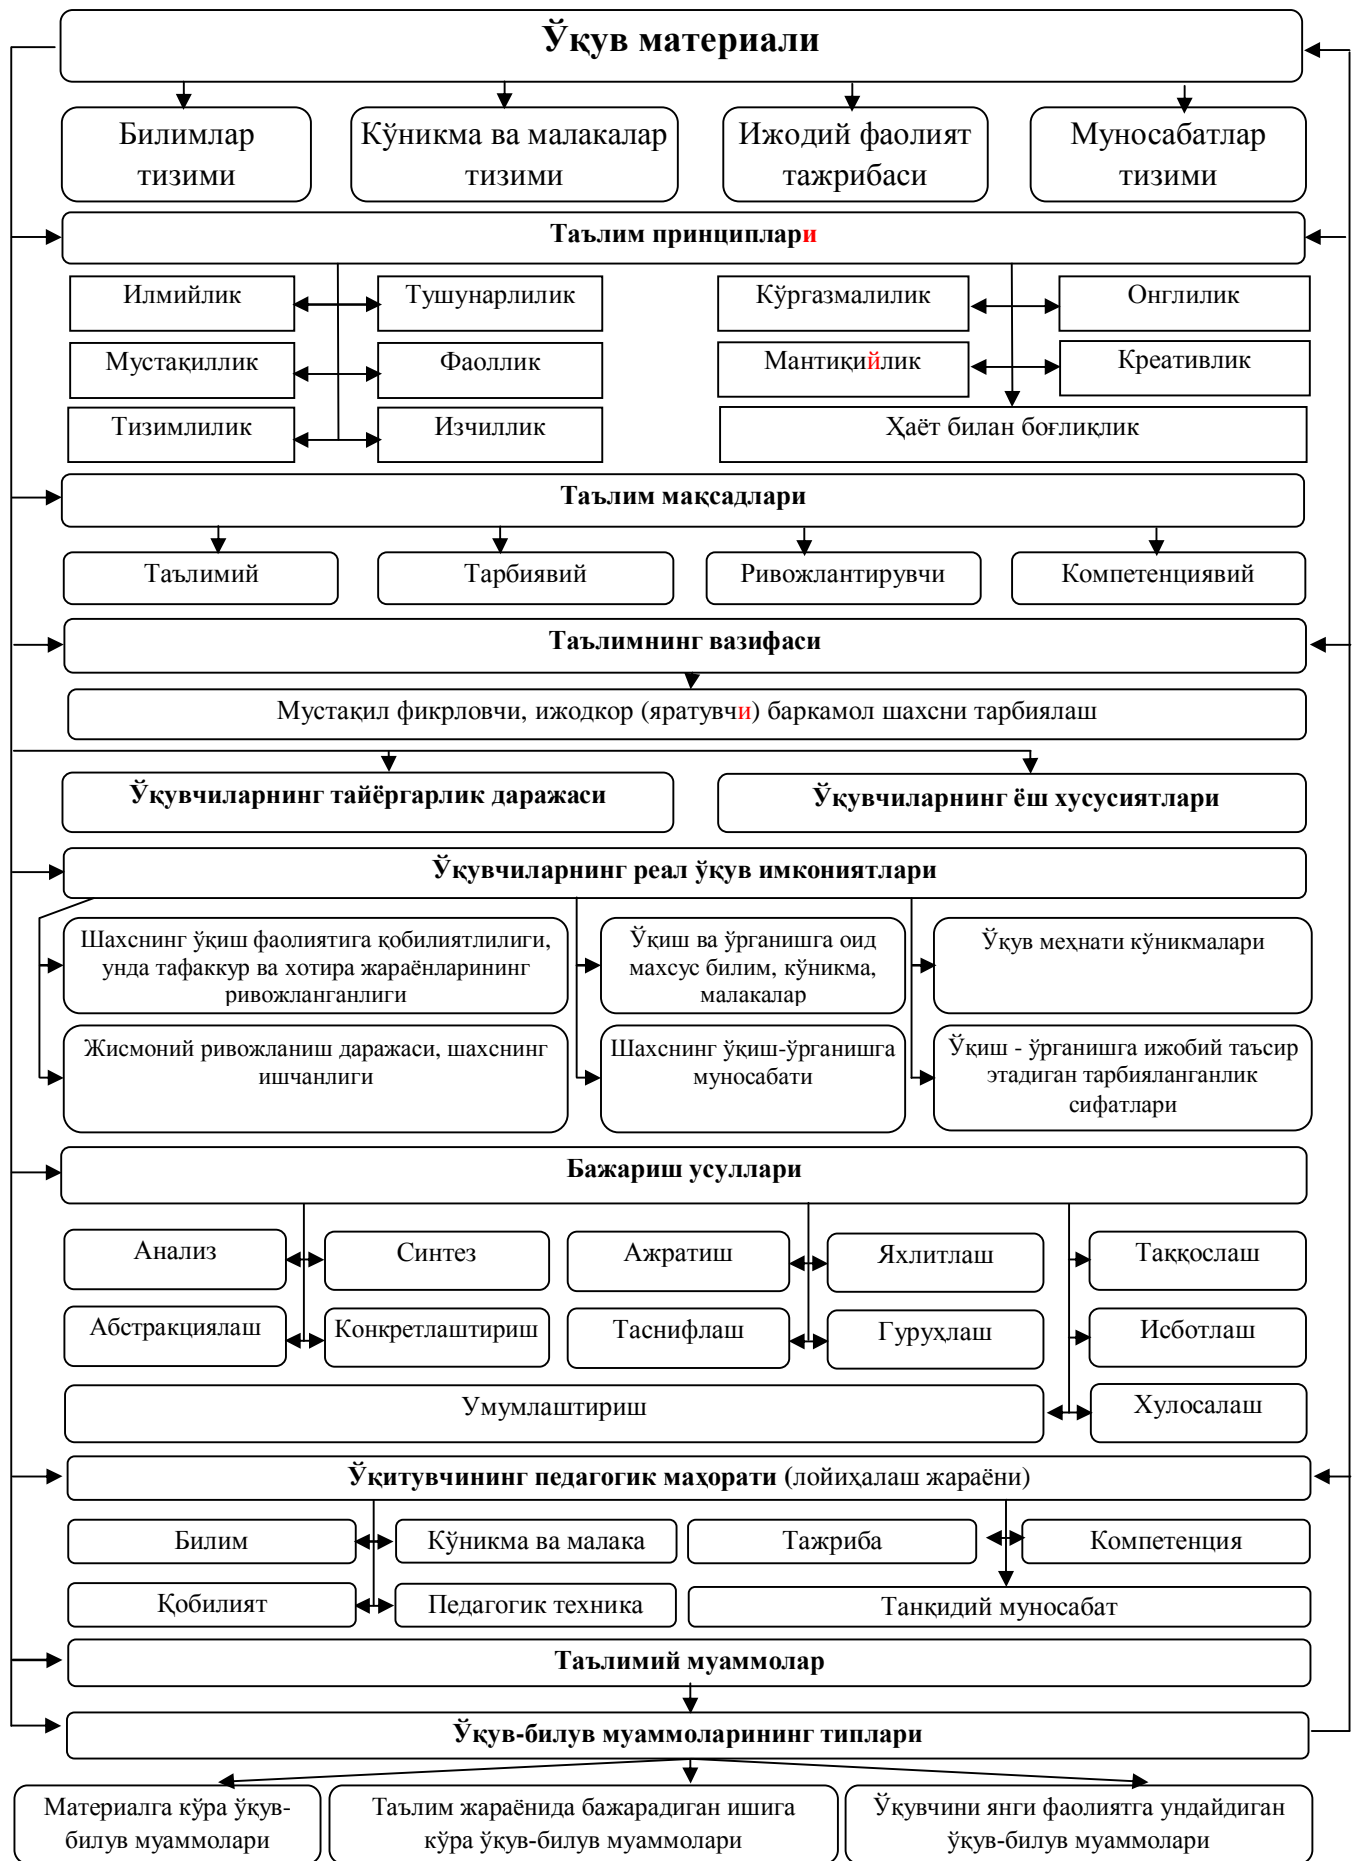 Ўқув материали
Билимлар
тизими
Кўникма ва малакалар
тизими
Ижодий фаолият
тажрибаси
Муносабатлар
тизими
Таълим принциплари
Илмийлик
Тушунарлилик
Кўргазмалилик
Онглилик
Мустақиллик
Фаоллик
Мантиқийлик
Креативлик
Тизимлилик
Изчиллик
Ҳаёт билан боғлиқлик
Таълим мақсадлари
Таълимий
Тарбиявий
Ривожлантирувчи
Компетенциявий
Таълимнинг вазифаси
Мустақил фикрловчи, ижодкор (яратувчи) баркамол шахсни тарбиялаш
Ўқувчиларнинг тайёргарлик даражаси
Ўқувчиларнинг ёш хусусиятлари
Ўқувчиларнинг реал ўқув имкониятлари
Шахснинг ўқиш фаолиятига қобилиятлилиги,
унда тафаккур ва хотира жараёнларининг
ривожланганлиги
Ўқиш ва ўрганишга оид
махсус билим, кўникма,
малакалар
Ўқув меҳнати кўникмалари
Жисмоний ривожланиш даражаси, шахснинг
ишчанлиги
Шахснинг ўқиш-ўрганишга
муносабати
Ўқиш - ўрганишга ижобий таъсир
этадиган тарбияланганлик
сифатлари
Бажариш усуллари
Анализ
Синтез
Ажратиш
Яхлитлаш
Таққослаш
Абстракциялаш
Конкретлаштириш
Таснифлаш
Гуруҳлаш
Исботлаш
Умумлаштириш
Хулосалаш
Ўқитувчининг педагогик маҳорати (лойиҳалаш жараёни)
Билим
Кўникма ва малака
Тажриба
Компетенция
Қобилият
Педагогик техника
Танқидий муносабат
Таълимий муаммолар
Ўқув-билув муаммоларининг типлари
Материалга кўра ўқув-
билув муаммолари
Таълим жараёнида бажарадиган ишига
кўра ўқув-билув муаммолари
Ўқувчини янги фаолиятга ундайдиган
ўқув-билув муаммолари